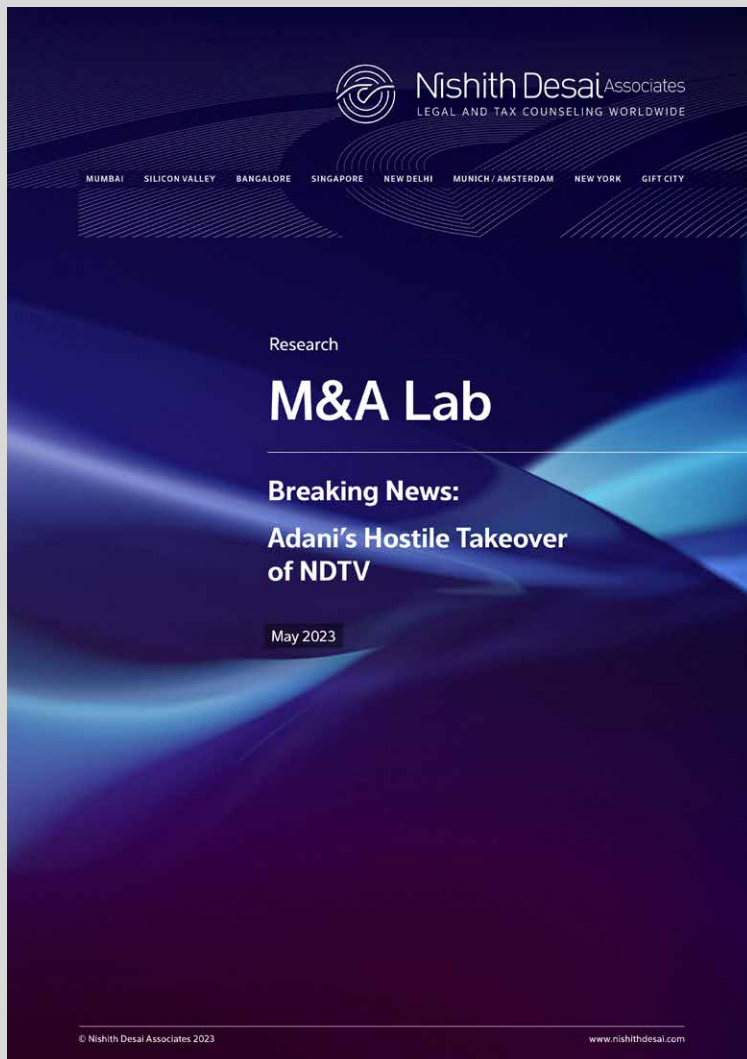 Nishith Desai Associates
LEGAL AND TAX COUNSELING WORLDWIDE
MUMBAI SILICON VALLEY BANGALORE SINGAPORE NEW DELHI MUNICH / AMSTERDAM NEW YORK GIFT CITY
Research
M&A Lab
Breaking News:
Adani’s Hostile Takeover
of NDTV
May 2023
© Nishith Desai Associates 2023 www.nishithdesai.com